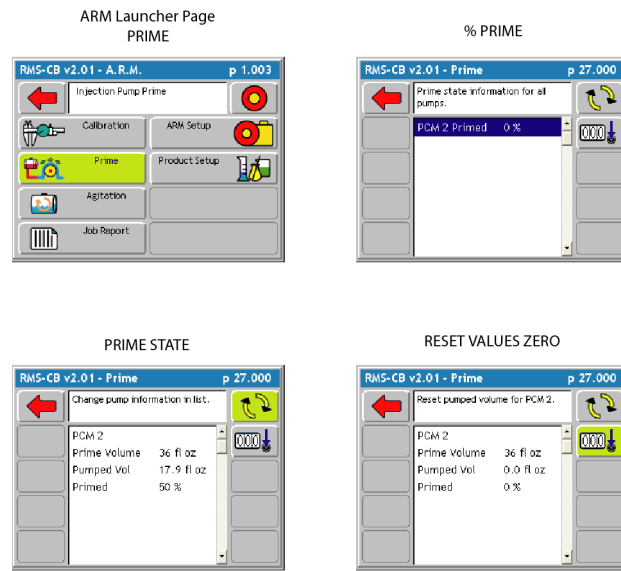 ARM Launcher Page
PRIME
RMS-CB v2.01 - A.R.M. p 1.003
Injection Pump Prime
Calibration ARM Setup
Prime Product Setup
Agitation
Job Report
% PRIME
RMS-CB v2.01 - Prime p 27.000
Prime state information for all
pumps.
PCM 2 Primed 0 %
000
PRIME STATE
RMS-CB v2.01 - Prime p 27.000
Change pump information in list.
PCM 2
000
Prime Volume 36 fl oz
Pumped Vol 17.9 fl oz
Primed 50 %
RESET VALUES ZERO
RMS-CB v2.01 - Prime p 27.000
Reset pumped volume for PCM 2.
PCM 2
000
Prime Volume 36 fl oz
Pumped Vol 0.0 fl oz
Primed 0 %